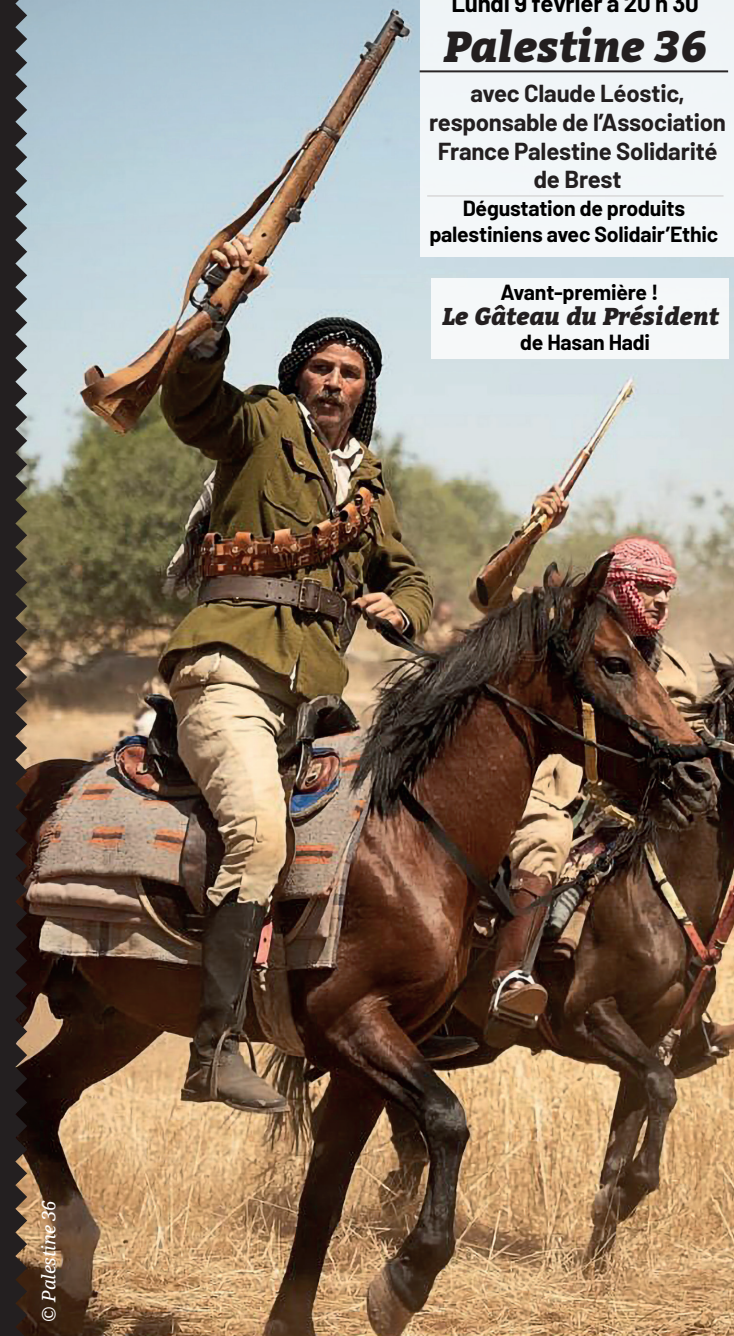 Lundi 9 février à 20 h 30
Palestine 36
avec Claude Léostic,
responsable de l'Association
France Palestine Solidarité
de Brest
Dégustation de produits
palestiniens avec Solidair'Ethic
Avant-première !
Le Gâteau du Président
de Hasan Hadi
© Palestine 36